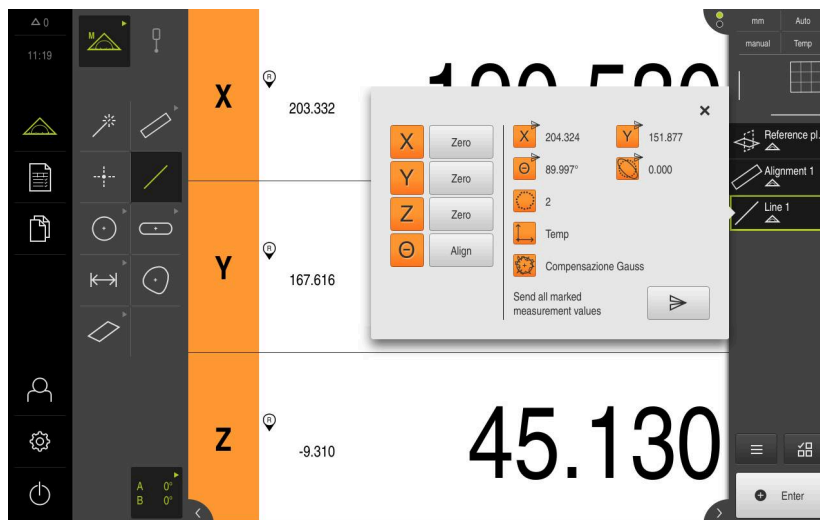 0
11:19
M
A 0°
B 0°
X
R
203.332
Y
R
167.616
Z
R
-9.310
45.130
X Zero
Y Zero
Z Zero
Θ Align
X 204.324 Y 151.877
Θ 89.997° 0.000
2
Temp
Compensazione Gauss
Send all marked
measurement values
mm Auto
manual Temp
Reference pl.
Alignment 1
Line 1
Enter